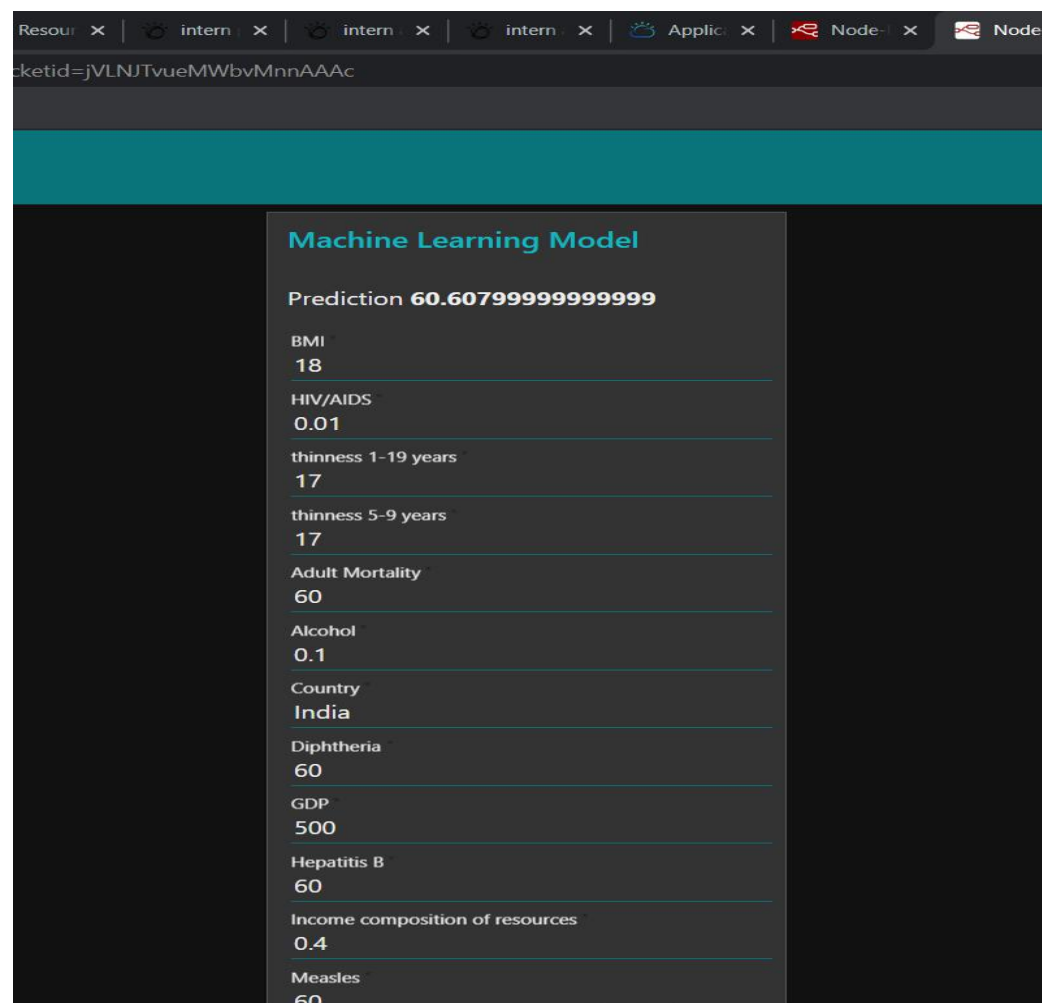 Resour × intern × intern × intern × Applic × Node- × Node
cketid=jVLNJTvueMWbvMnnAAAc
Machine Learning Model
Prediction 60.60799999999999
BMI *
18
HIV/AIDS *
0.01
thinness 1-19 years *
17
thinness 5-9 years *
17
Adult Mortality *
60
Alcohol *
0.1
Country *
India
Diphtheria *
60
GDP *
500
Hepatitis B *
60
Income composition of resources *
0.4
Measles *
60